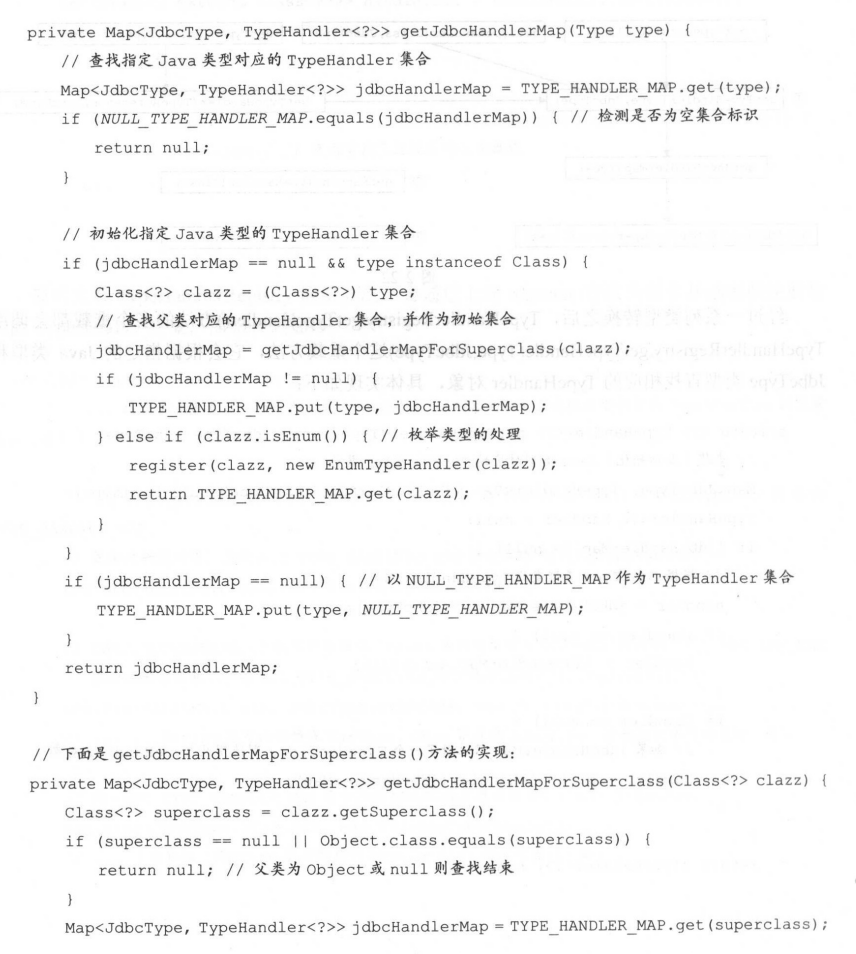 private Map<JdbcType, TypeHandler<?>> getJdbcHandlerMap(Type type) {
// 查找指定 Java 类型对应的 TypeHandler 集合
Map<JdbcType, TypeHandler<?>> jdbcHandlerMap = TYPE_HANDLER_MAP.get(type);
if (NULL_TYPE_HANDLER_MAP.equals(jdbcHandlerMap)) { // 检测是否为空集合标识
return null;
}
// 初始化指定 Java 类型的 TypeHandler 集合
if (jdbcHandlerMap == null && type instanceof Class) {
Class<?> clazz = (Class<?>) type;
// 查找父类对应的 TypeHandler 集合，并作为初始集合
jdbcHandlerMap = getJdbcHandlerMapForSuperclass(clazz);
if (jdbcHandlerMap != null) {
TYPE_HANDLER_MAP.put(type, jdbcHandlerMap);
} else if (clazz.isEnum()) { // 枚举类型的处理
register(clazz, new EnumTypeHandler(clazz));
return TYPE_HANDLER_MAP.get(clazz);
}
}
if (jdbcHandlerMap == null) { // 以 NULL_TYPE_HANDLER_MAP 作为 TypeHandler 集合
TYPE_HANDLER_MAP.put(type, NULL_TYPE_HANDLER_MAP);
}
return jdbcHandlerMap;
}
// 下面是 getJdbcHandlerMapForSuperclass()方法的实现：
private Map<JdbcType, TypeHandler<?>> getJdbcHandlerMapForSuperclass(Class<?> clazz) {
Class<?> superclass = clazz.getSuperclass();
if (superclass == null || Object.class.equals(superclass)) {
return null; // 父类为 Object 或 null 则查找结束
}
Map<JdbcType, TypeHandler<?>> jdbcHandlerMap = TYPE_HANDLER_MAP.get(superclass);